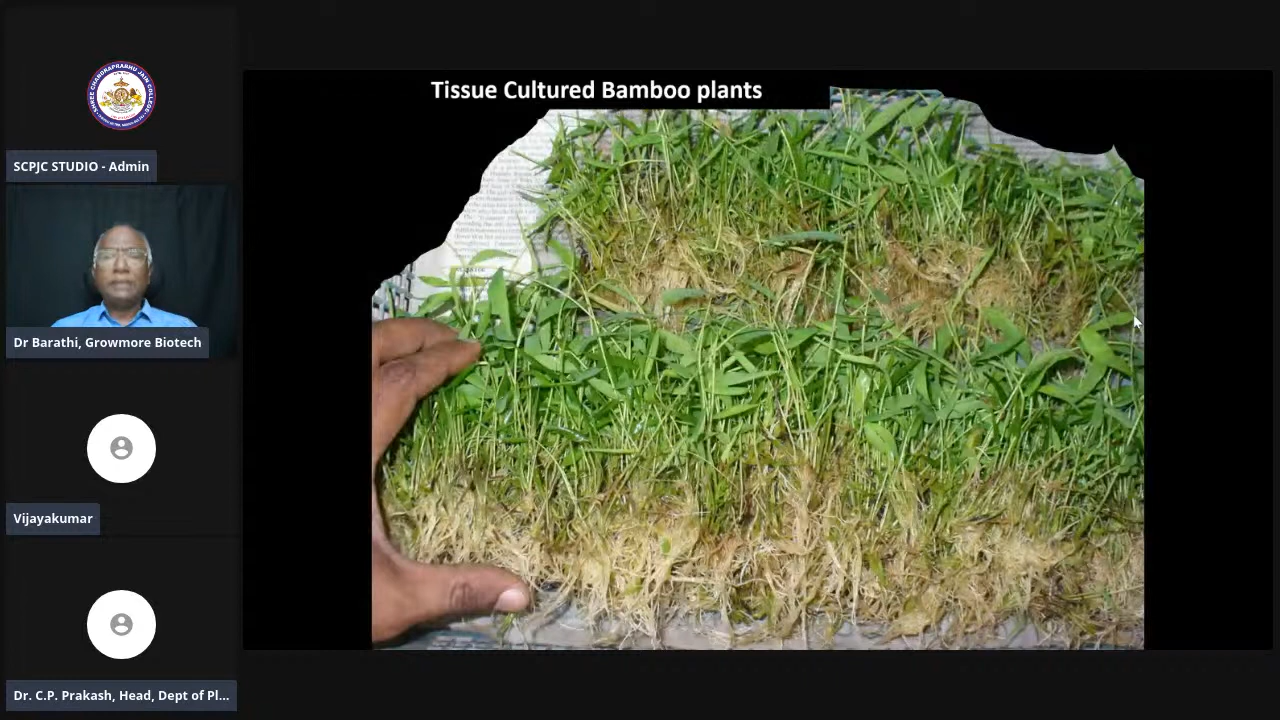 Tissue Cultured Bamboo plants
SCPJC STUDIO - Admin
Dr Barathi, Growmore Biotech
Vijayakumar
Dr. C.P. Prakash, Head, Dept of Pl...